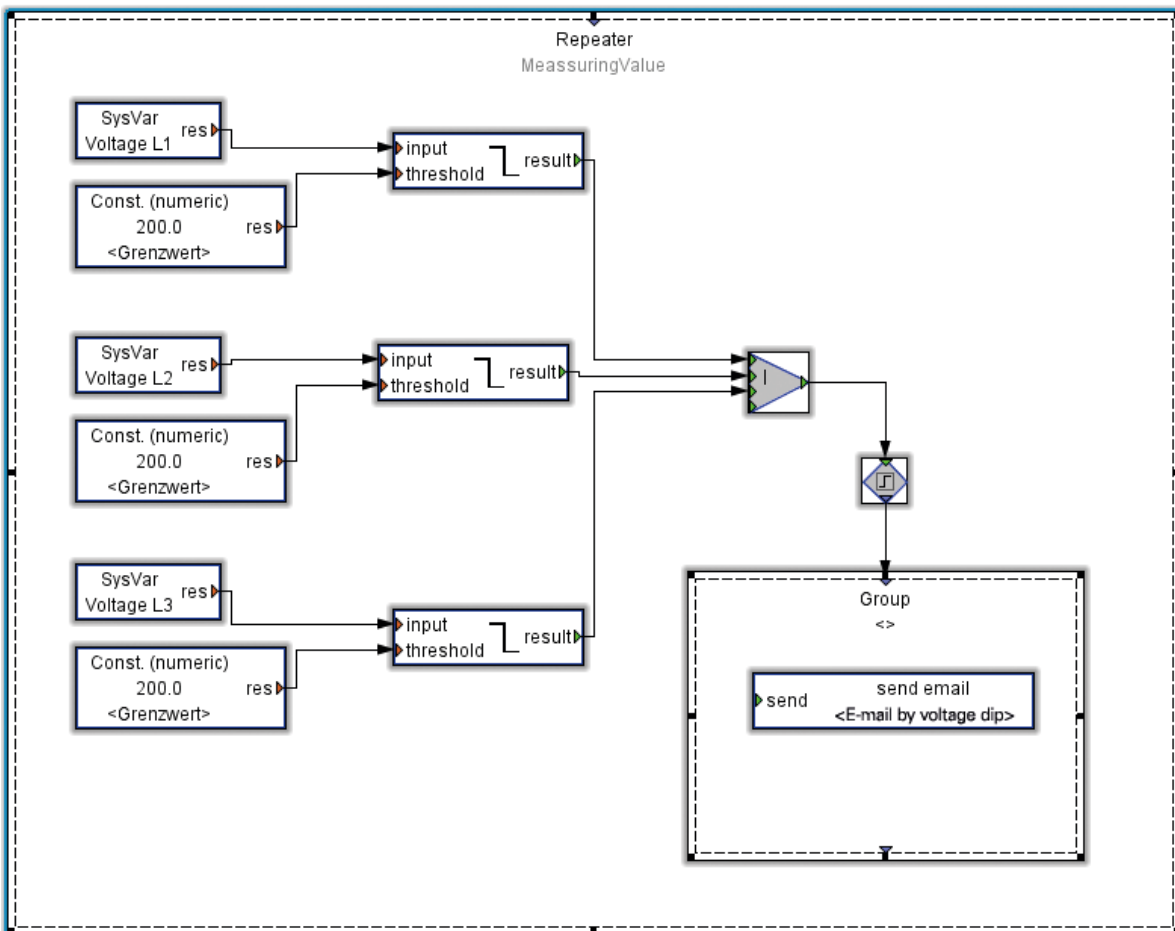 Repeater
MeassuringValue
SysVar
Voltage L1
res
Const. (numeric)
200.0
<Grenzwert>
res
input
threshold
result
SysVar
Voltage L2
res
Const. (numeric)
200.0
<Grenzwert>
res
input
threshold
result
|
SysVar
Voltage L3
res
Const. (numeric)
200.0
<Grenzwert>
res
input
threshold
result
Group
<>
send
send email
<E-mail by voltage dip>